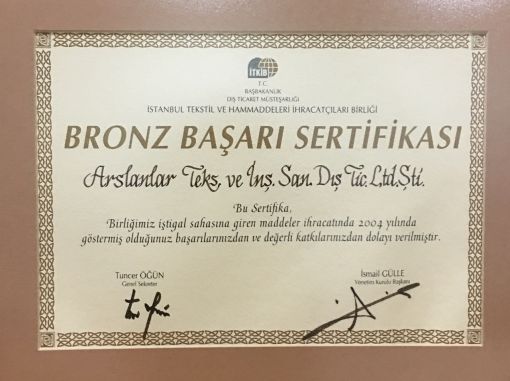 İTKİB
T.C.
BAŞBAKANLIK
DIŞ TİCARET MÜSTEŞARLIĞI
İSTANBUL TEKSTİL VE HAMMADDELERİ İHRACATÇILARI BİRLİĞİ
BRONZ BAŞARI SERTİFİKASI
Arslanlar Teks. ve İnş. San. Dış Tic. Ltd. Şti.
Bu Sertifika,
Birliğimiz iştigal sahasına giren maddeler ihracatında 2004 yılında
göstermiş olduğunuz başarılarınızdan ve değerli katkılarınızdan dolayı verilmiştir.
Tuncer ÖĞÜN
Genel Sekreter
İsmail GÜLLE
Yönetim Kurulu Başkanı